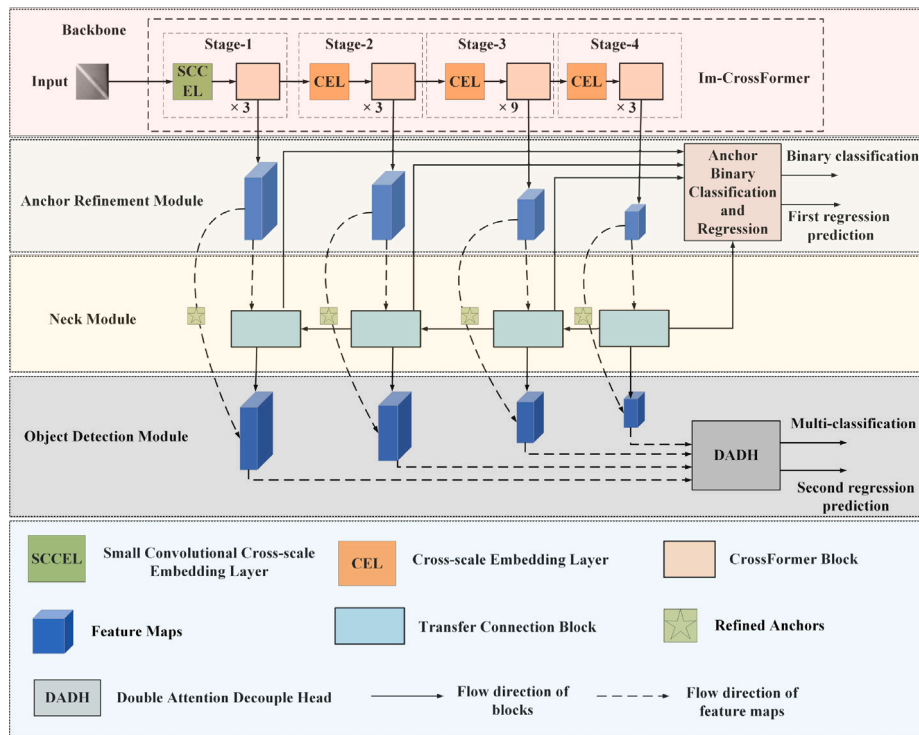 Backbone
Stage-1
Stage-2
Stage-3
Stage-4
Input
SCC
EL
CEL
CEL
CEL
Im-CrossFormer
× 3
× 3
× 9
× 3
Anchor Refinement Module
Anchor
Binary
Classification
and
Regression
Binary classification
First regression
prediction
Neck Module
Object Detection Module
DADH
Multi-classification
Second regression
prediction
SCCEL
Small Convolutional Cross-scale
Embedding Layer
CEL
Cross-scale Embedding Layer
CrossFormer Block
Feature Maps
Transfer Connection Block
Refined Anchors
DADH
Double Attention Decouple Head
Flow direction of
blocks
Flow direction of
feature maps